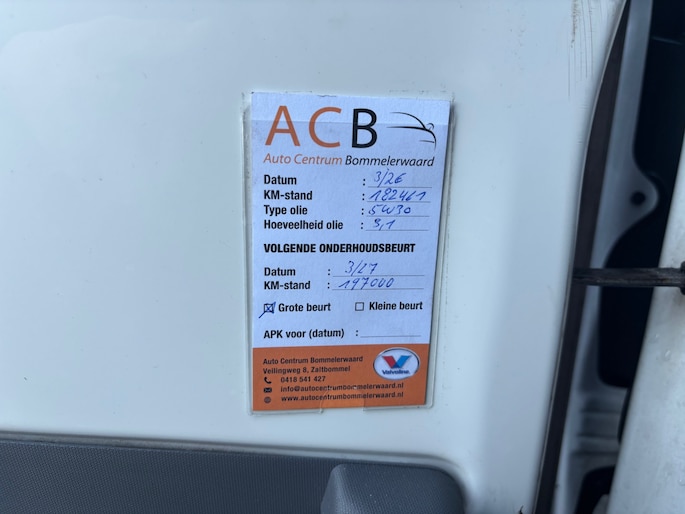 ACB
Auto Centrum Bommelerwaard
Datum : 3/26
KM-stand : 182461
Type olie : 5W30
Hoeveelheid olie : 3,1
VOLGENDE ONDERHOUDSBEURT
Datum : 3/27
KM-stand : 197000
☒ Grote beurt ☐ Kleine beurt
APK voor (datum) :
Auto Centrum Bommelerwaard
Veilingweg 8, Zaltbommel
0418 541 427
info@autocentrumbommelerwaard.nl
www.autocentrumbommelerwaard.nl
Valvoline